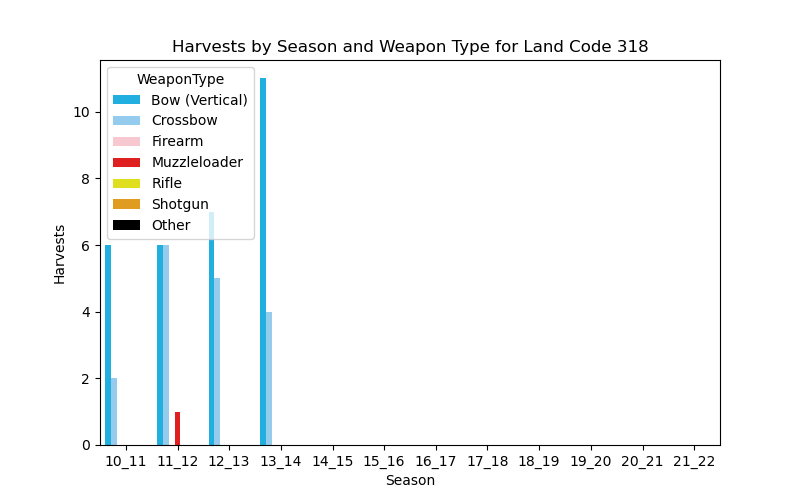 Harvests by Season and Weapon Type for Land Code 318
WeaponType
Bow (Vertical)
Crossbow
Firearm
Muzzleloader
Rifle
Shotgun
Other
10
8
6
4
2
0
Harvests
10_11 11_12 12_13 13_14 14_15 15_16 16_17 17_18 18_19 19_20 20_21 21_22
Season